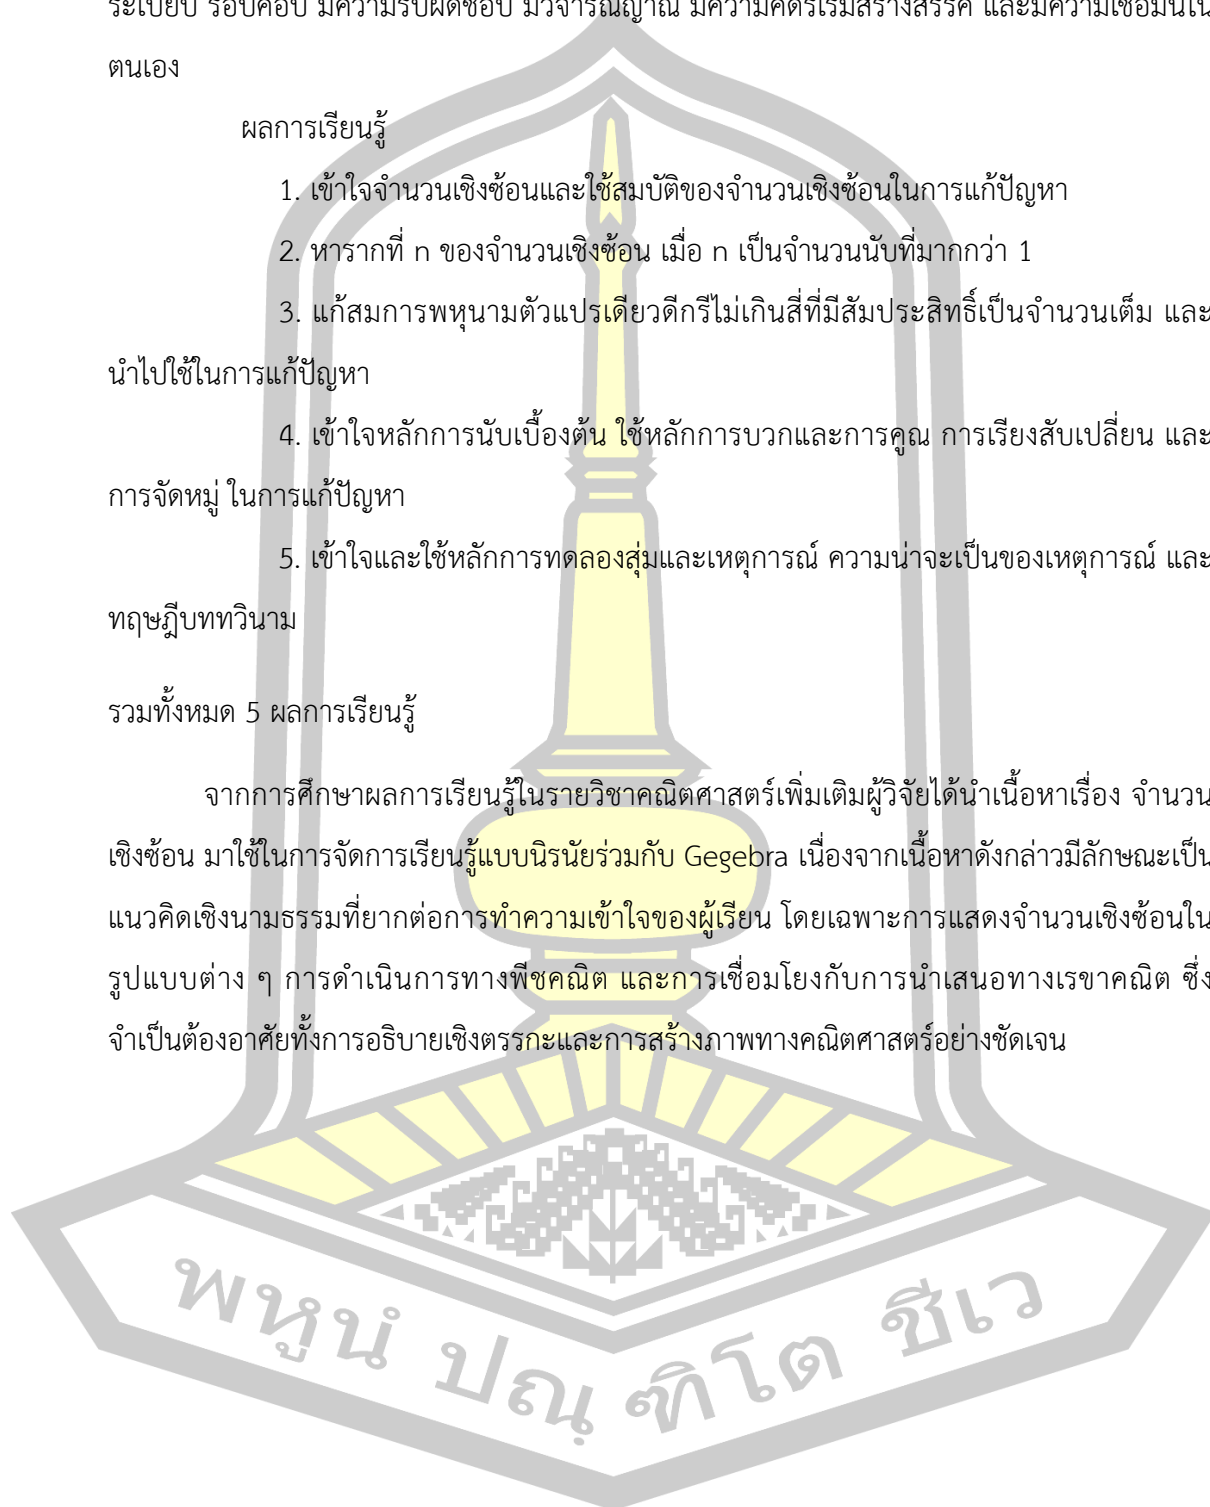 ระเบียบ รอบคอบ มีความรับผิดชอบ มีวิจารณญาณ มีความคิดริเริ่มสร้างสรรค์ และมีความเชื่อมั่นใน
ตนเอง
ผลการเรียนรู้
1. เข้าใจจำนวนเชิงซ้อนและใช้สมบัติของจำนวนเชิงซ้อนในการแก้ปัญหา
2. หารากที่ n ของจำนวนเชิงซ้อน เมื่อ n เป็นจำนวนนับที่มากกว่า 1
3. แก้สมการพหุนามตัวแปรเดียวดีกรีไม่เกินสี่ที่มีสัมประสิทธิ์เป็นจำนวนเต็ม และ
นำไปใช้ในการแก้ปัญหา
4. เข้าใจหลักการนับเบื้องต้น ใช้หลักการบวกและการคูณ การเรียงสับเปลี่ยน และ
การจัดหมู่ ในการแก้ปัญหา
5. เข้าใจและใช้หลักการทดลองสุ่มและเหตุการณ์ ความน่าจะเป็นของเหตุการณ์ และ
ทฤษฎีบททวินาม
รวมทั้งหมด 5 ผลการเรียนรู้
จากการศึกษาผลการเรียนรู้ในรายวิชาคณิตศาสตร์เพิ่มเติมผู้วิจัยได้นำเนื้อหาเรื่อง จำนวน
เชิงซ้อน มาใช้ในการจัดการเรียนรู้แบบนิรนัยร่วมกับ Gegebra เนื่องจากเนื้อหาดังกล่าวมีลักษณะเป็น
แนวคิดเชิงนามธรรมที่ยากต่อการทำความเข้าใจของผู้เรียน โดยเฉพาะการแสดงจำนวนเชิงซ้อนใน
รูปแบบต่าง ๆ การดำเนินการทางพีชคณิต และการเชื่อมโยงกับการนำเสนอทางเรขาคณิต ซึ่ง
จำเป็นต้องอาศัยทั้งการอธิบายเชิงตรรกะและการสร้างภาพทางคณิตศาสตร์อย่างชัดเจน
พหูนํ ปณฺฑิโต ชีเว